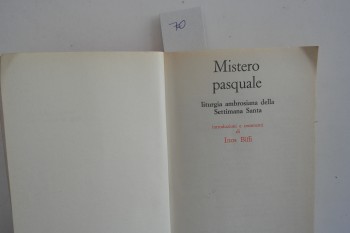 70
Mistero
pasquale
liturgia ambrosiana della
Settimana Santa
introduzione e commento
di
Inos Biffi